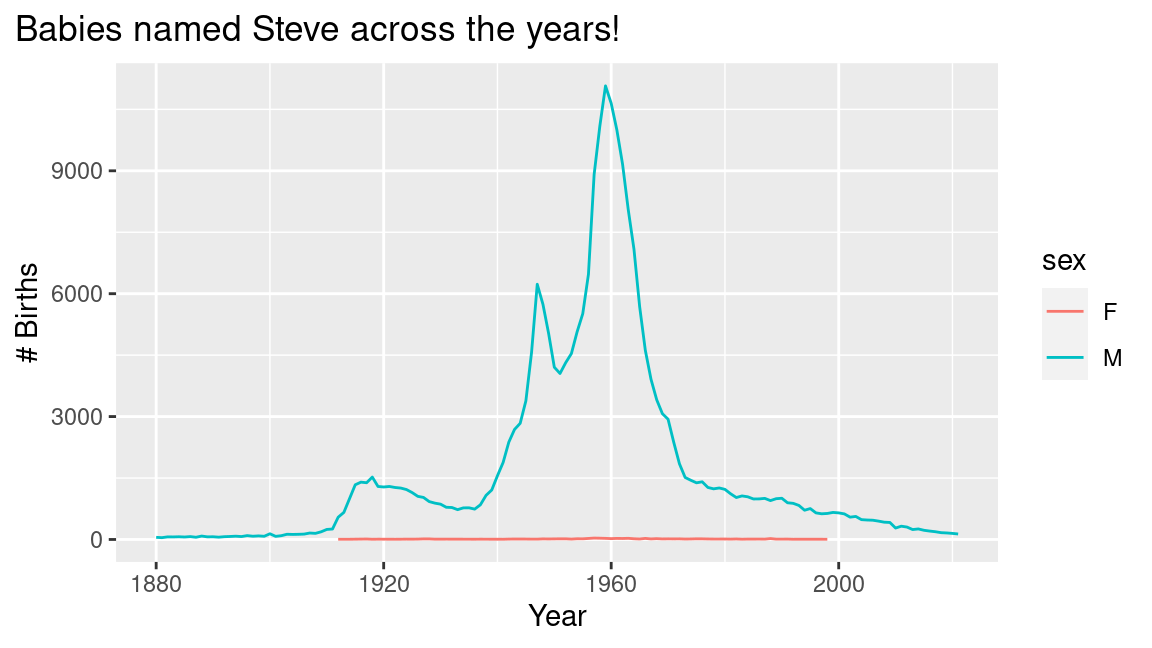 Babies named Steve across the years!
9000
6000
3000
0
# Births
1880
1920
1960
2000
Year
sex
F
M